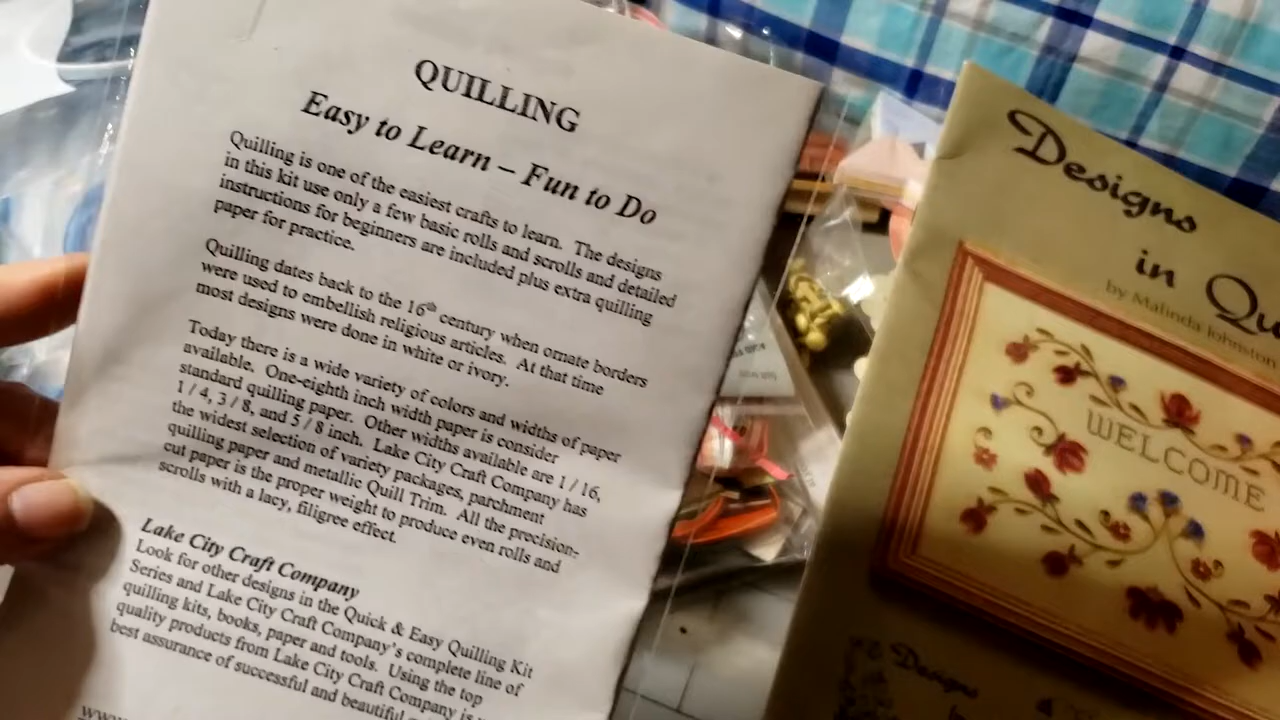 QUILLING
Easy to Learn – Fun to Do
Quilling is one of the easiest crafts to learn. The designs
in this kit use only a few basic rolls and scrolls and detailed
instructions for beginners are included plus extra quilling
paper for practice.
Quilling dates back to the 16th century when ornate borders
were used to embellish religious articles. At that time
most designs were done in white or ivory.
Today there is a wide variety of colors and widths of paper
available. One-eighth inch width paper is consider
standard quilling paper. Other widths available are 1 / 16,
1 / 4, 3 / 8, and 5 / 8 inch. Lake City Craft Company has
the widest selection of variety packages, parchment
quilling paper and metallic Quill Trim. All the precision-
cut paper is the proper weight to produce even rolls and
scrolls with a lacy, filigree effect.
Lake City Craft Company
Look for other designs in the Quick & Easy Quilling Kit
Series and Lake City Craft Company's complete line of
quilling kits, books, paper and tools. Using the top
quality products from Lake City Craft Company is
best assurance of successful and beautiful
www
Designs
in Qu
by Malinda Johnston
WELCOME
Designs